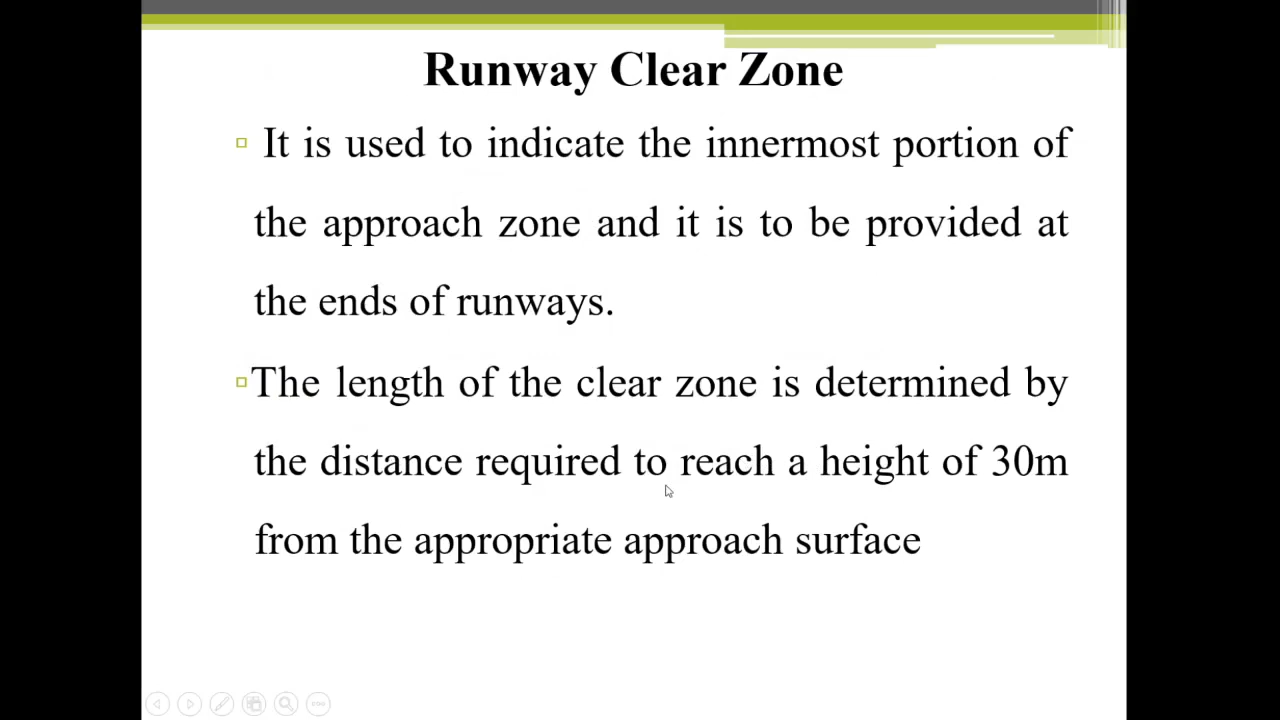 Runway Clear Zone
It is used to indicate the innermost portion of
the approach zone and it is to be provided at
the ends of runways.
The length of the clear zone is determined by
the distance required to reach a height of 30m
from the appropriate approach surface